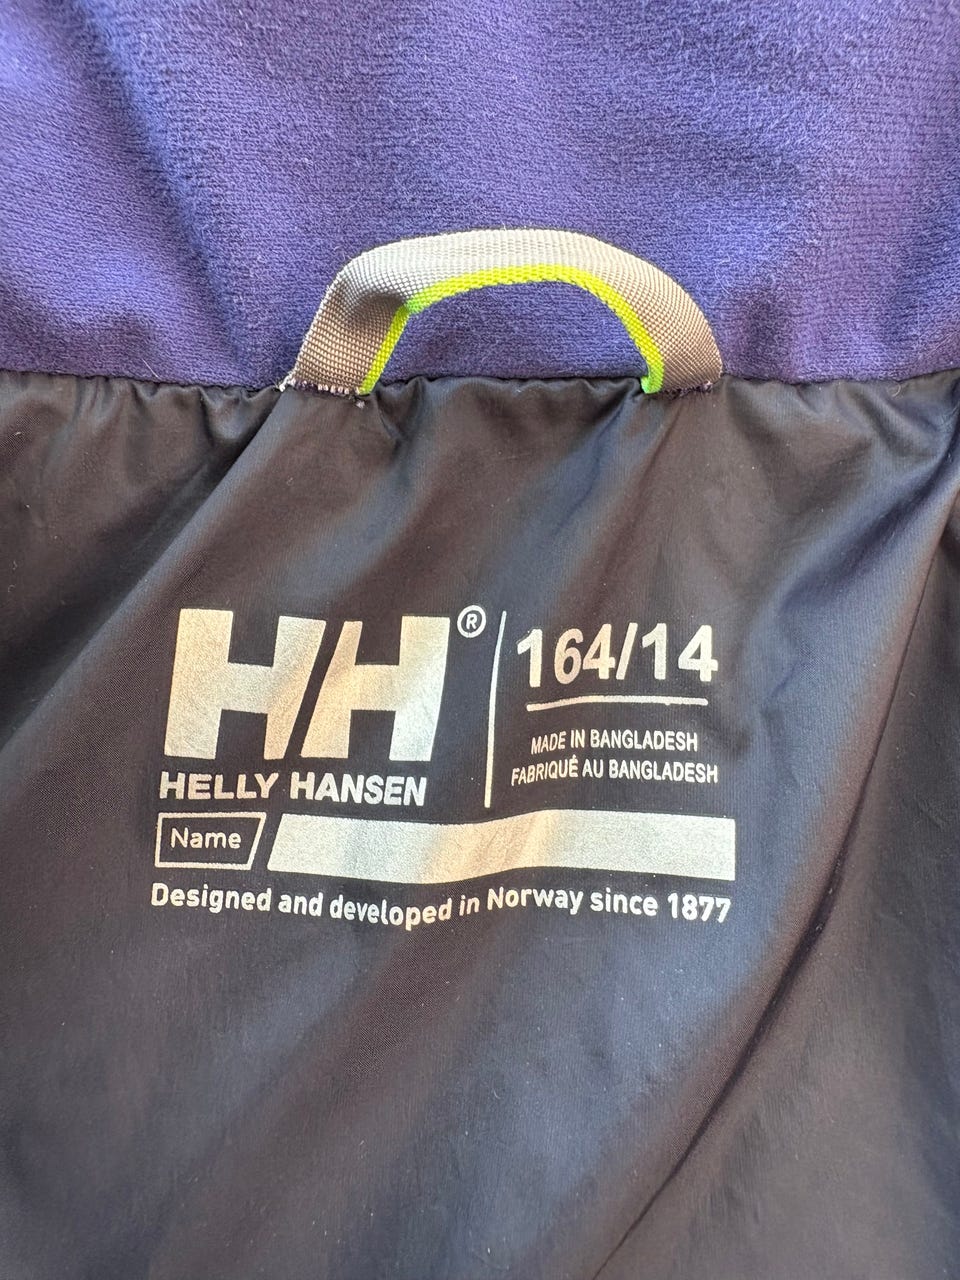 HH®
HELLY HANSEN
164/14
MADE IN BANGLADESH
FABRIQUÉ AU BANGLADESH
Name
Designed and developed in Norway since 1877